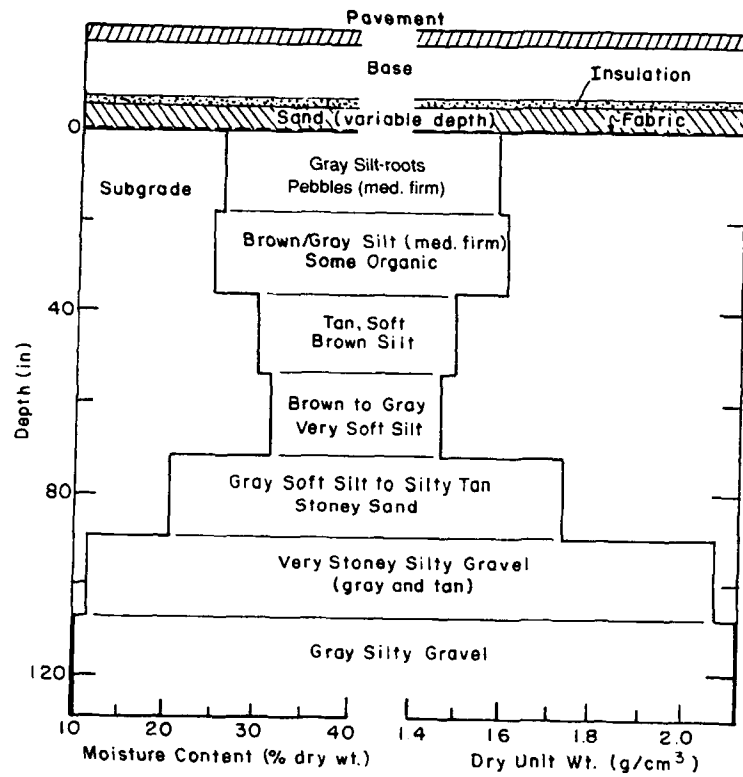 Pavement
Base
Insulation
Sand (variable depth)
Fabric
0
Gray Silt-roots
Pebbles (med. firm)
Subgrade
Brown/Gray Silt (med. firm)
Some Organic
40
Tan, Soft
Brown Silt
Depth (in)
Brown to Gray
Very Soft Silt
80
Gray Soft Silt to Silty Tan
Stoney Sand
Very Stoney Silty Gravel
(gray and tan)
Gray Silty Gravel
120
10 20 30 40 1.4 1.6 1.8 2.0
Moisture Content (% dry wt.) Dry Unit Wt. (g/cm³)